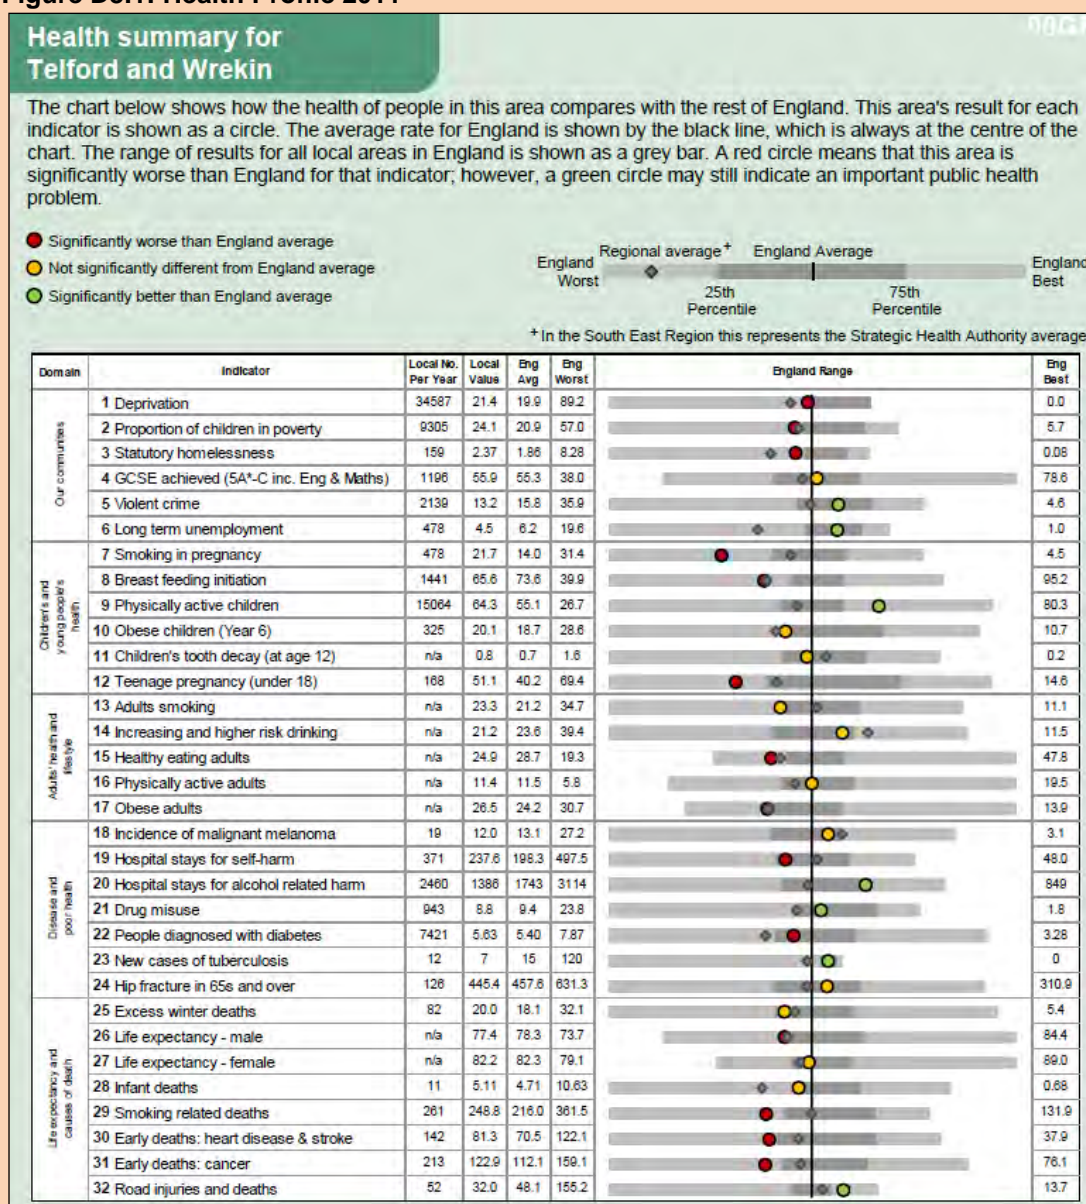 Health summary for
Telford and Wrekin
The chart below shows how the health of people in this area compares with the rest of England. This area's result for each
indicator is shown as a circle. The average rate for England is shown by the black line, which is always at the centre of the
chart. The range of results for all local areas in England is shown as a grey bar. A red circle means that this area is
significantly worse than England for that indicator; however, a green circle may still indicate an important public health
problem.
Significantly worse than England average
Not significantly different from England average
Significantly better than England average
England Worst
Regional average +
England Average
England Best
25th Percentile
75th Percentile
+ In the South East Region this represents the Strategic Health Authority average
Domain Indicator Local No. Per Year Local Value Eng Avg Eng Worst England Range Eng Best
Our communities
1 Deprivation 34587 21.4 19.9 89.2 0.0
2 Proportion of children in poverty 9305 24.1 20.9 57.0 5.7
3 Statutory homelessness 159 2.37 1.86 8.28 0.08
4 GCSE achieved (5A*-C inc. Eng & Maths) 1196 55.9 55.3 38.0 78.6
5 Violent crime 2139 13.2 15.8 35.9 4.6
6 Long term unemployment 478 4.5 6.2 19.6 1.0
Children's and young people's health
7 Smoking in pregnancy 478 21.7 14.0 31.4 4.5
8 Breast feeding initiation 1441 65.6 73.6 39.9 95.2
9 Physically active children 15064 64.3 55.1 26.7 80.3
10 Obese children (Year 6) 325 20.1 18.7 28.6 10.7
11 Children's tooth decay (at age 12) n/a 0.8 0.7 1.6 0.2
12 Teenage pregnancy (under 18) 168 51.1 40.2 69.4 14.6
Adults' health and lifestyle
13 Adults smoking n/a 23.3 21.2 34.7 11.1
14 Increasing and higher risk drinking n/a 21.2 23.6 39.4 11.5
15 Healthy eating adults n/a 24.9 28.7 19.3 47.8
16 Physically active adults n/a 11.4 11.5 5.8 19.5
17 Obese adults n/a 26.5 24.2 30.7 13.9
Disease and poor health
18 Incidence of malignant melanoma 19 12.0 13.1 27.2 3.1
19 Hospital stays for self-harm 371 237.6 198.3 497.5 48.0
20 Hospital stays for alcohol related harm 2460 1386 1743 3114 849
21 Drug misuse 943 8.8 9.4 23.8 1.8
22 People diagnosed with diabetes 7421 5.63 5.40 7.87 3.28
23 New cases of tuberculosis 12 7 15 120 0
24 Hip fracture in 65s and over 126 445.4 457.6 631.3 310.9
Life expectancy and causes of death
25 Excess winter deaths 82 20.0 18.1 32.1 5.4
26 Life expectancy - male n/a 77.4 78.3 73.7 84.4
27 Life expectancy - female n/a 82.2 82.3 79.1 89.0
28 Infant deaths 11 5.11 4.71 10.63 0.68
29 Smoking related deaths 261 248.8 216.0 361.5 131.9
30 Early deaths: heart disease & stroke 142 81.3 70.5 122.1 37.9
31 Early deaths: cancer 213 122.9 112.1 159.1 76.1
32 Road injuries and deaths 52 32.0 48.1 155.2 13.7